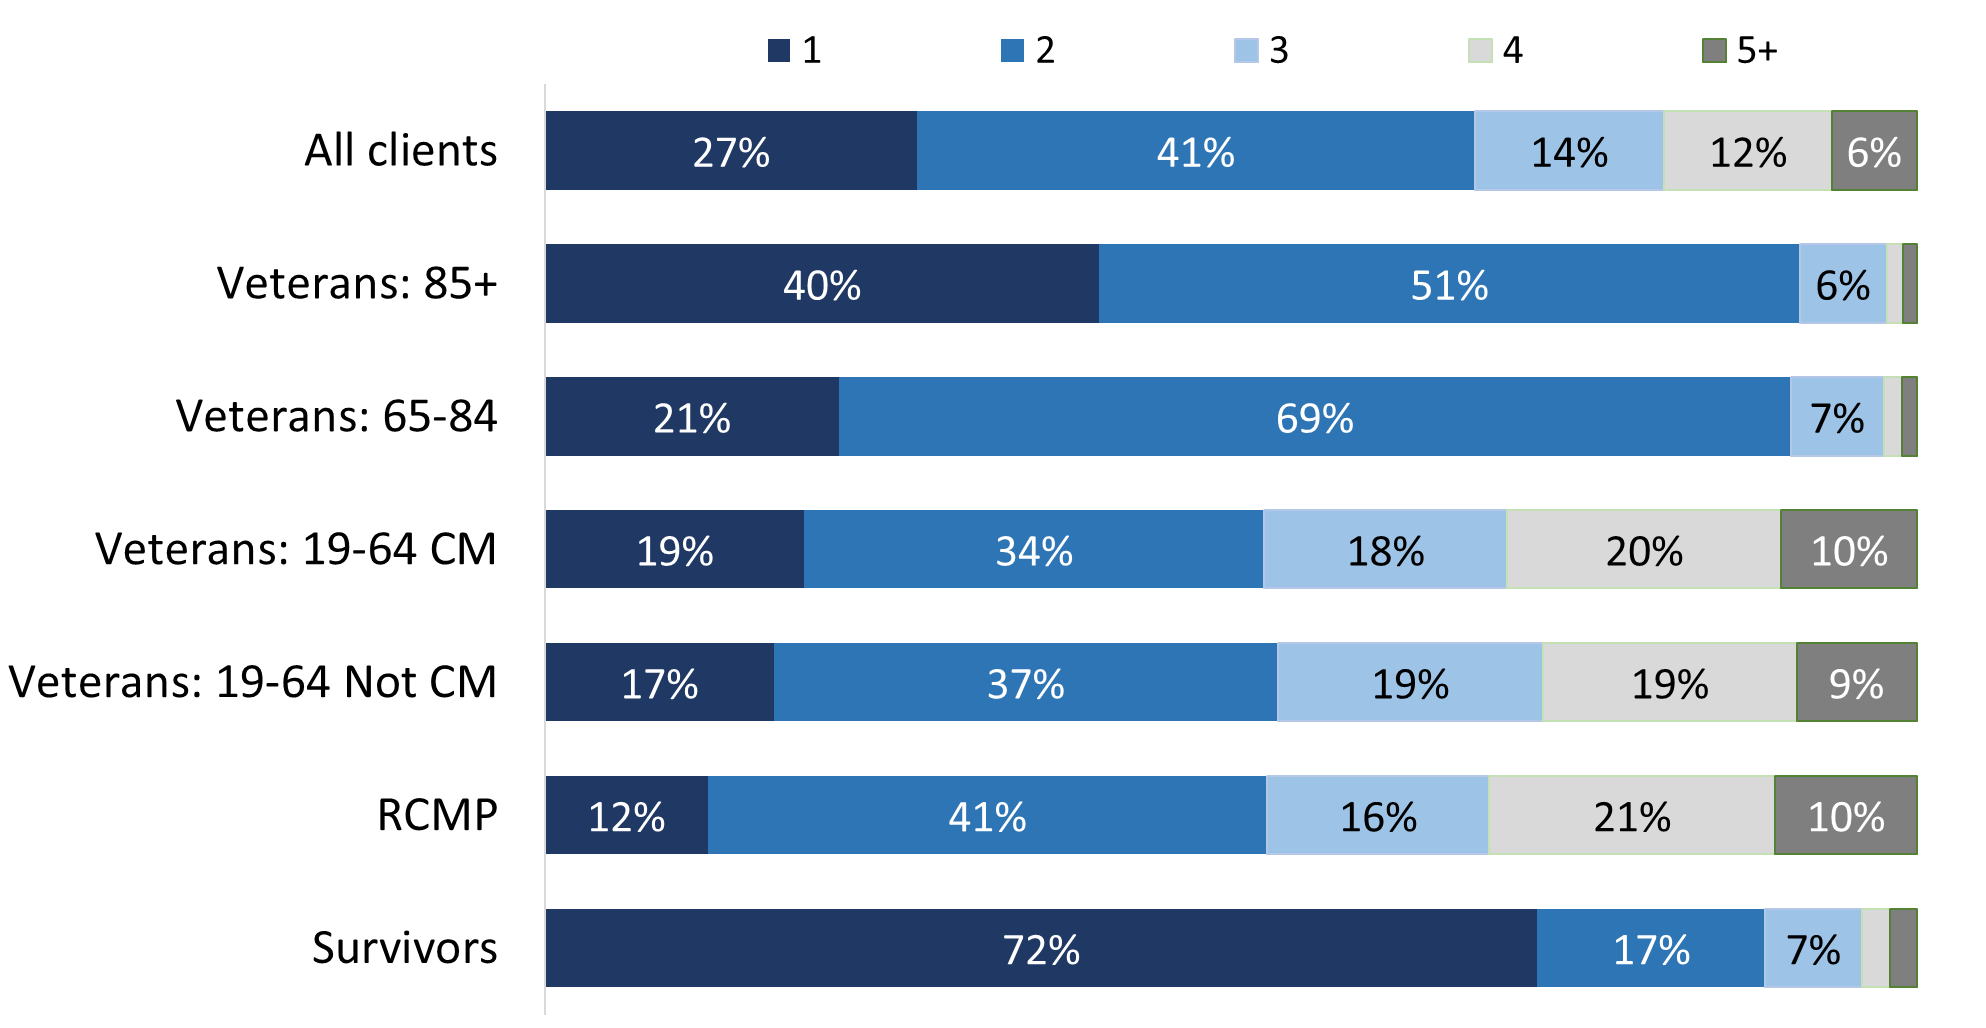 1 2 3 4 5+
All clients 27% 41% 14% 12% 6%
Veterans: 85+ 40% 51% 6%
Veterans: 65-84 21% 69% 7%
Veterans: 19-64 CM 19% 34% 18% 20% 10%
Veterans: 19-64 Not CM 17% 37% 19% 19% 9%
RCMP 12% 41% 16% 21% 10%
Survivors 72% 17% 7%